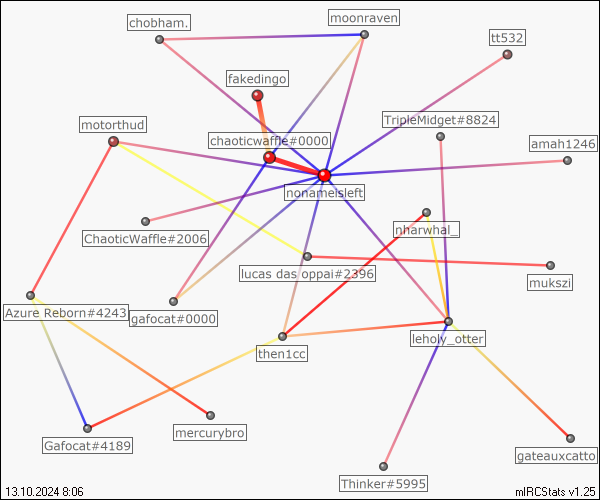 moonraven
chobham.
tt532
fakedingo
TripleMidget#8824
motorthud
chaoticwaffle#0000
amah1246
nonameisleft
nharwhal_
ChaoticWaffle#2006
lucas das oppai#2396
mukszi
Azure Reborn#4243
gafocat#0000
leholy_otter
then1cc
mercurybro
Gafocat#4189
gateauxcatto
Thinker#5995
13.10.2024 8:06
mIRCStats v1.25